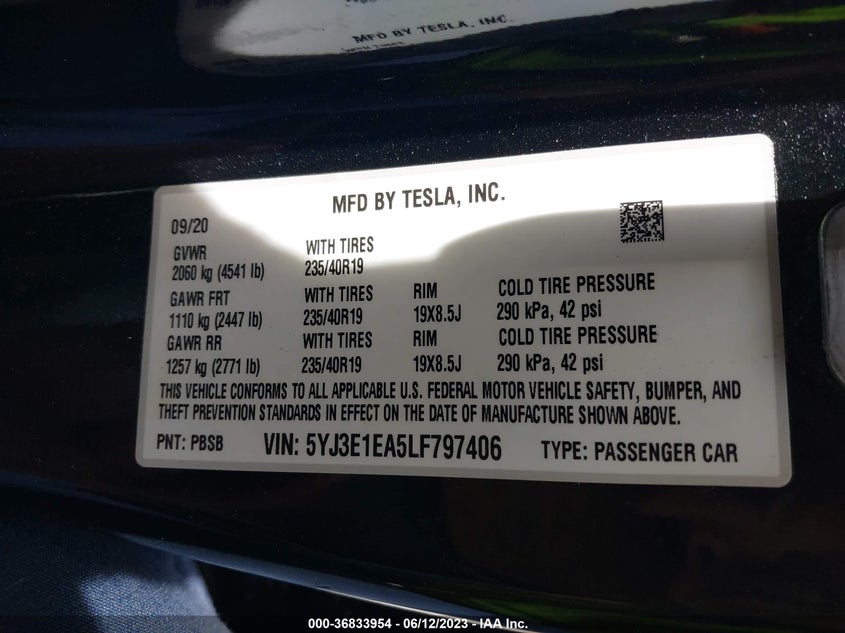 MFD BY TESLA, INC.
MFD BY TESLA, INC.
09/20
GVWR WITH TIRES
2060 kg (4541 lb) 235/40R19
GAWR FRT WITH TIRES RIM COLD TIRE PRESSURE
1110 kg (2447 lb) 235/40R19 19X8.5J 290 kPa, 42 psi
GAWR RR WITH TIRES RIM COLD TIRE PRESSURE
1257 kg (2771 lb) 235/40R19 19X8.5J 290 kPa, 42 psi
THIS VEHICLE CONFORMS TO ALL APPLICABLE U.S. FEDERAL MOTOR VEHICLE SAFETY, BUMPER, AND
THEFT PREVENTION STANDARDS IN EFFECT ON THE DATE OF MANUFACTURE SHOWN ABOVE.
PNT: PBSB VIN: 5YJ3E1EA5LF797406 TYPE: PASSENGER CAR
000-36833954 - 06/12/2023 - IAA Inc.